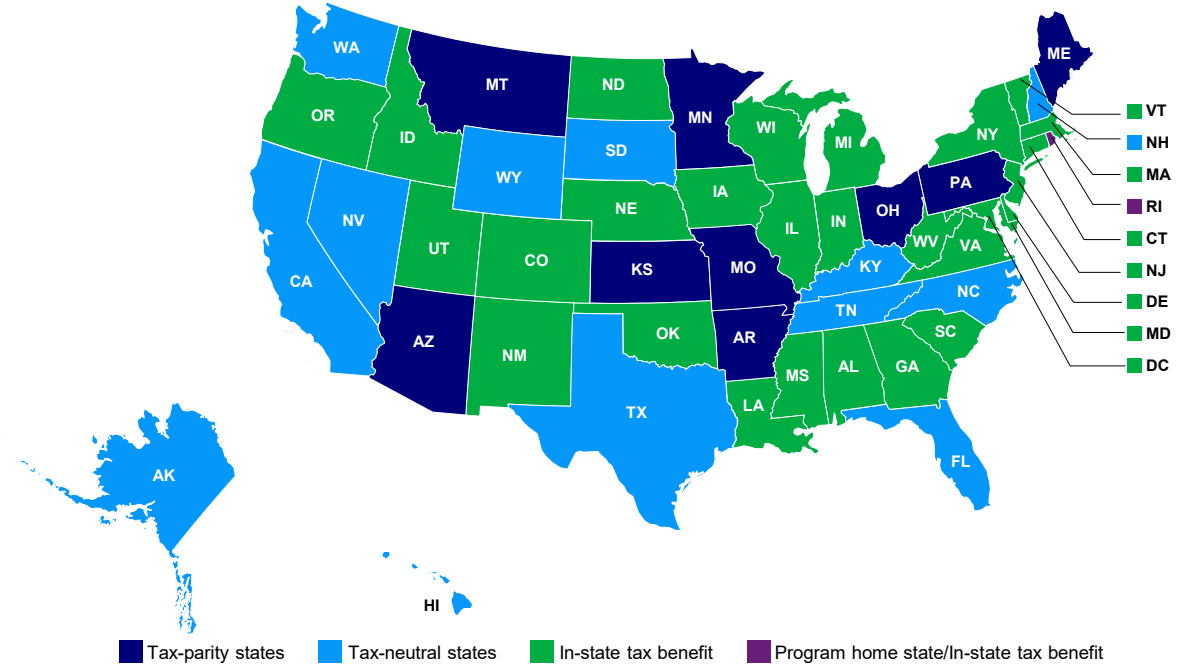 WA
ME
MT
ND
VT
OR
MN
ID
WI
NY
MI
NH
SD
WY
MA
IA
PA
RI
NE
OH
NV
IL
IN
CT
UT
WV
VA
CO
KS
MO
KY
NJ
CA
NC
DE
TN
OK
SC
MD
AZ
AR
NM
MS
AL
GA
DC
LA
TX
FL
AK
HI
Tax-parity states Tax-neutral states In-state tax benefit Program home state/In-state tax benefit